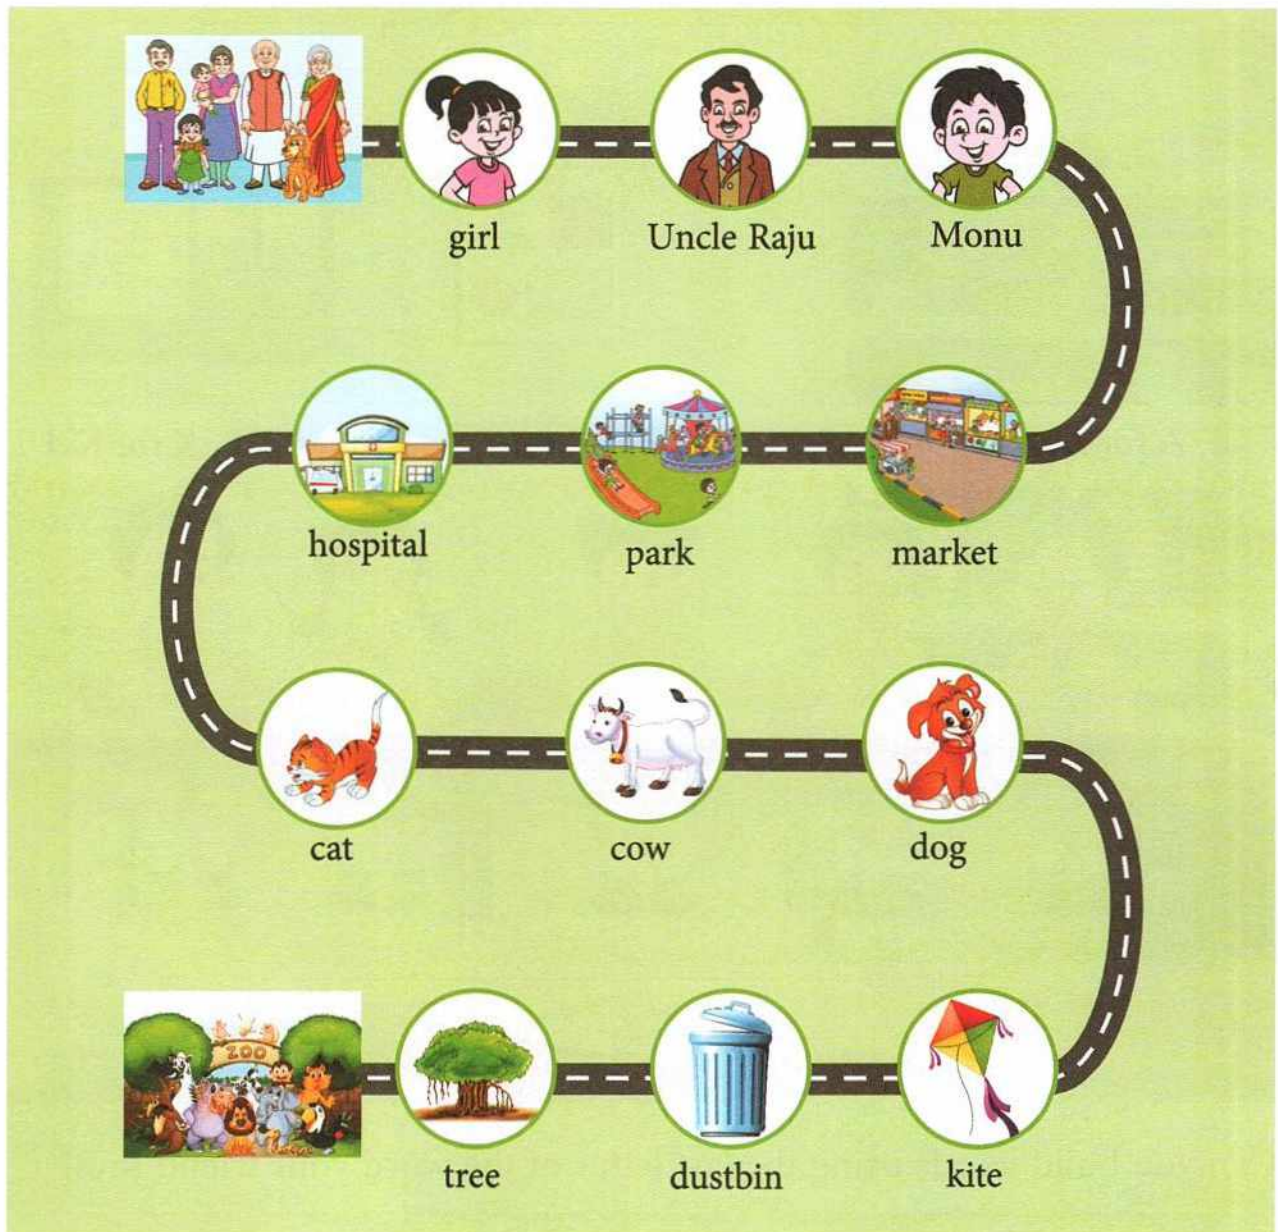 girl Uncle Raju Monu
hospital park market
cat cow dog
ZOO
tree dustbin kite